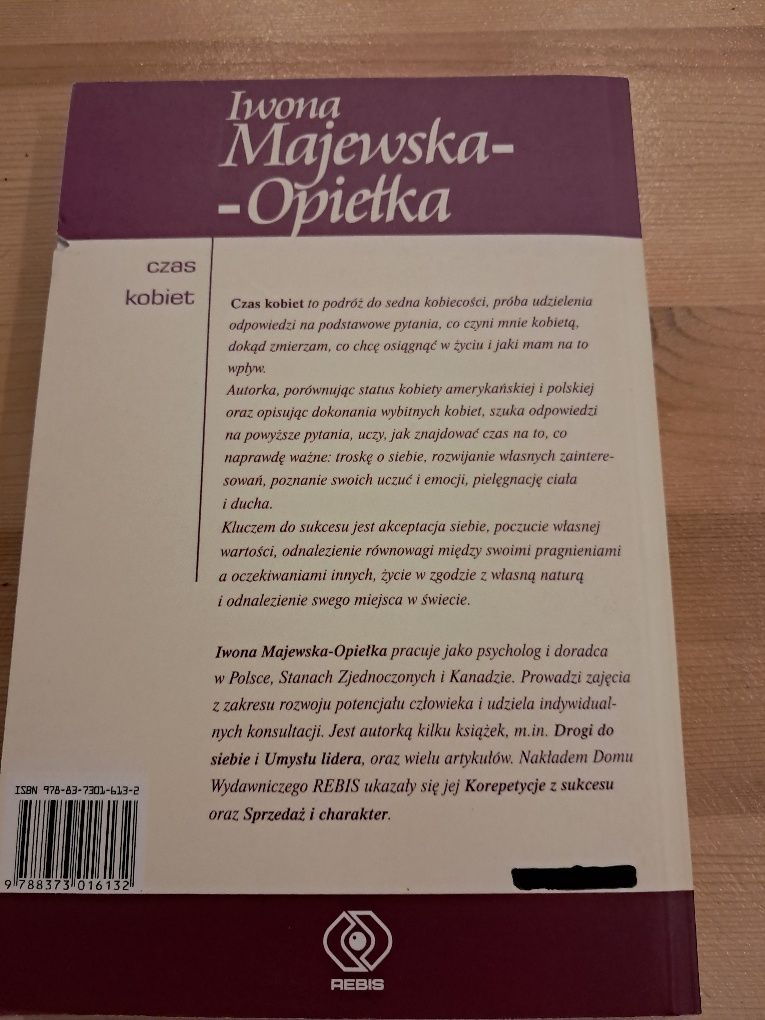 Iwona
Majewska-
-Opiełka
czas
kobiet
Czas kobiet to podróż do sedna kobiecości, próba udzielenia
odpowiedzi na podstawowe pytania, co czyni mnie kobietą,
dokąd zmierzam, co chcę osiągnąć w życiu i jaki mam na to
wpływ.
Autorka, porównując status kobiety amerykańskiej i polskiej
oraz opisując dokonania wybitnych kobiet, szuka odpowiedzi
na powyższe pytania, uczy, jak znajdować czas na to, co
naprawdę ważne: troskę o siebie, rozwijanie własnych zaintere-
sowań, poznanie swoich uczuć i emocji, pielęgnację ciała
i ducha.
Kluczem do sukcesu jest akceptacja siebie, poczucie własnej
wartości, odnalezienie równowagi między swoimi pragnieniami
a oczekiwaniami innych, życie w zgodzie z własną naturą
i odnalezienie swego miejsca w świecie.
Iwona Majewska-Opiełka pracuje jako psycholog i doradca
w Polsce, Stanach Zjednoczonych i Kanadzie. Prowadzi zajęcia
z zakresu rozwoju potencjału człowieka i udziela indywidual-
nych konsultacji. Jest autorką kilku książek, m.in. Drogi do
siebie i Umysłu lidera, oraz wielu artykułów. Nakładem Domu
Wydawniczego REBIS ukazały się jej Korepetycje z sukcesu
oraz Sprzedaż i charakter.
ISBN 978-83-7301-613-2
9 788373 016132
REBIS